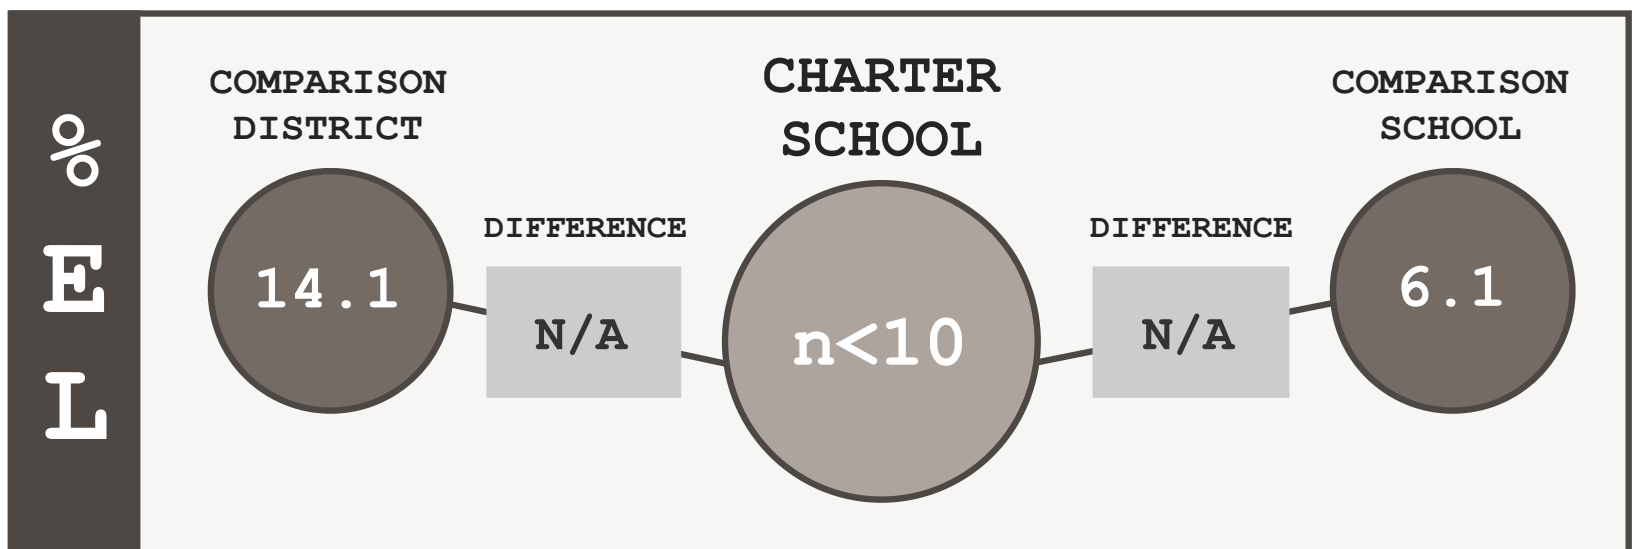 %
E
L
COMPARISON
DISTRICT
14.1
DIFFERENCE
N/A
CHARTER
SCHOOL
n<10
DIFFERENCE
N/A
COMPARISON
SCHOOL
6.1